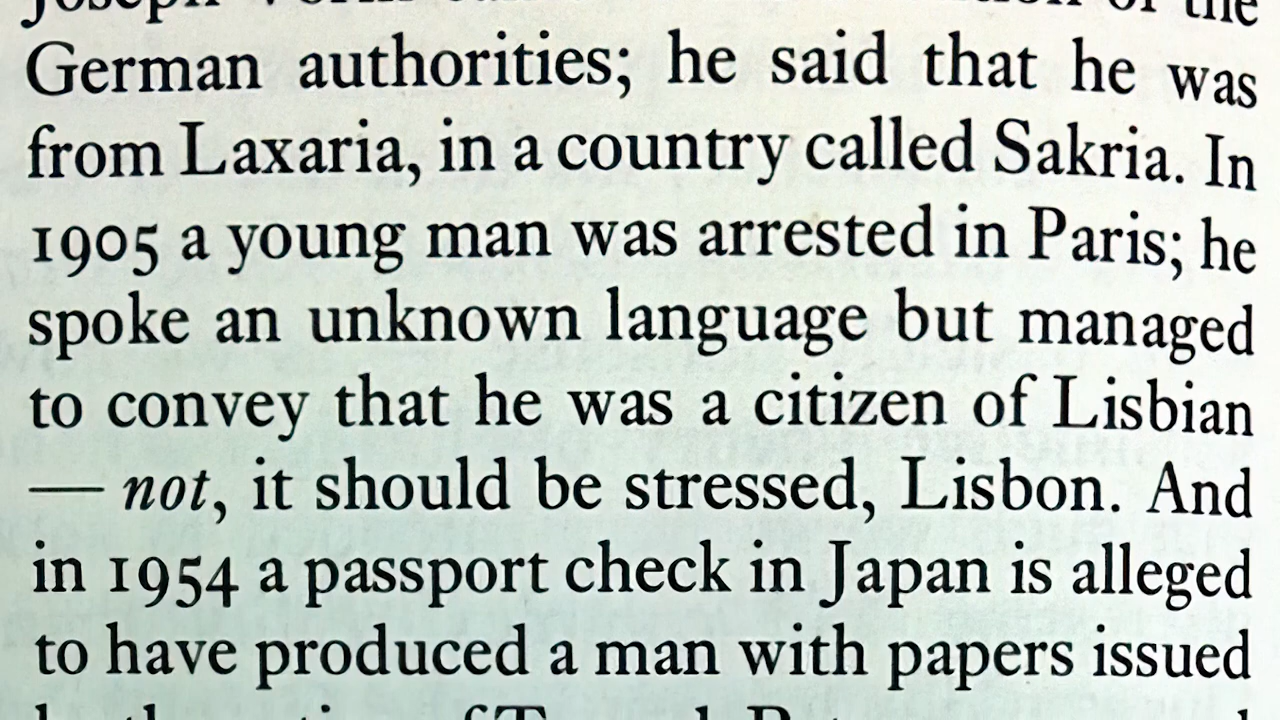 Joseph
of the
German authorities; he said that he was
from Laxaria, in a country called Sakria. In
1905 a young man was arrested in Paris; he
spoke an unknown language but managed
to convey that he was a citizen of Lisbian
— not, it should be stressed, Lisbon. And
in 1954 a passport check in Japan is alleged
to have produced a man with papers issued